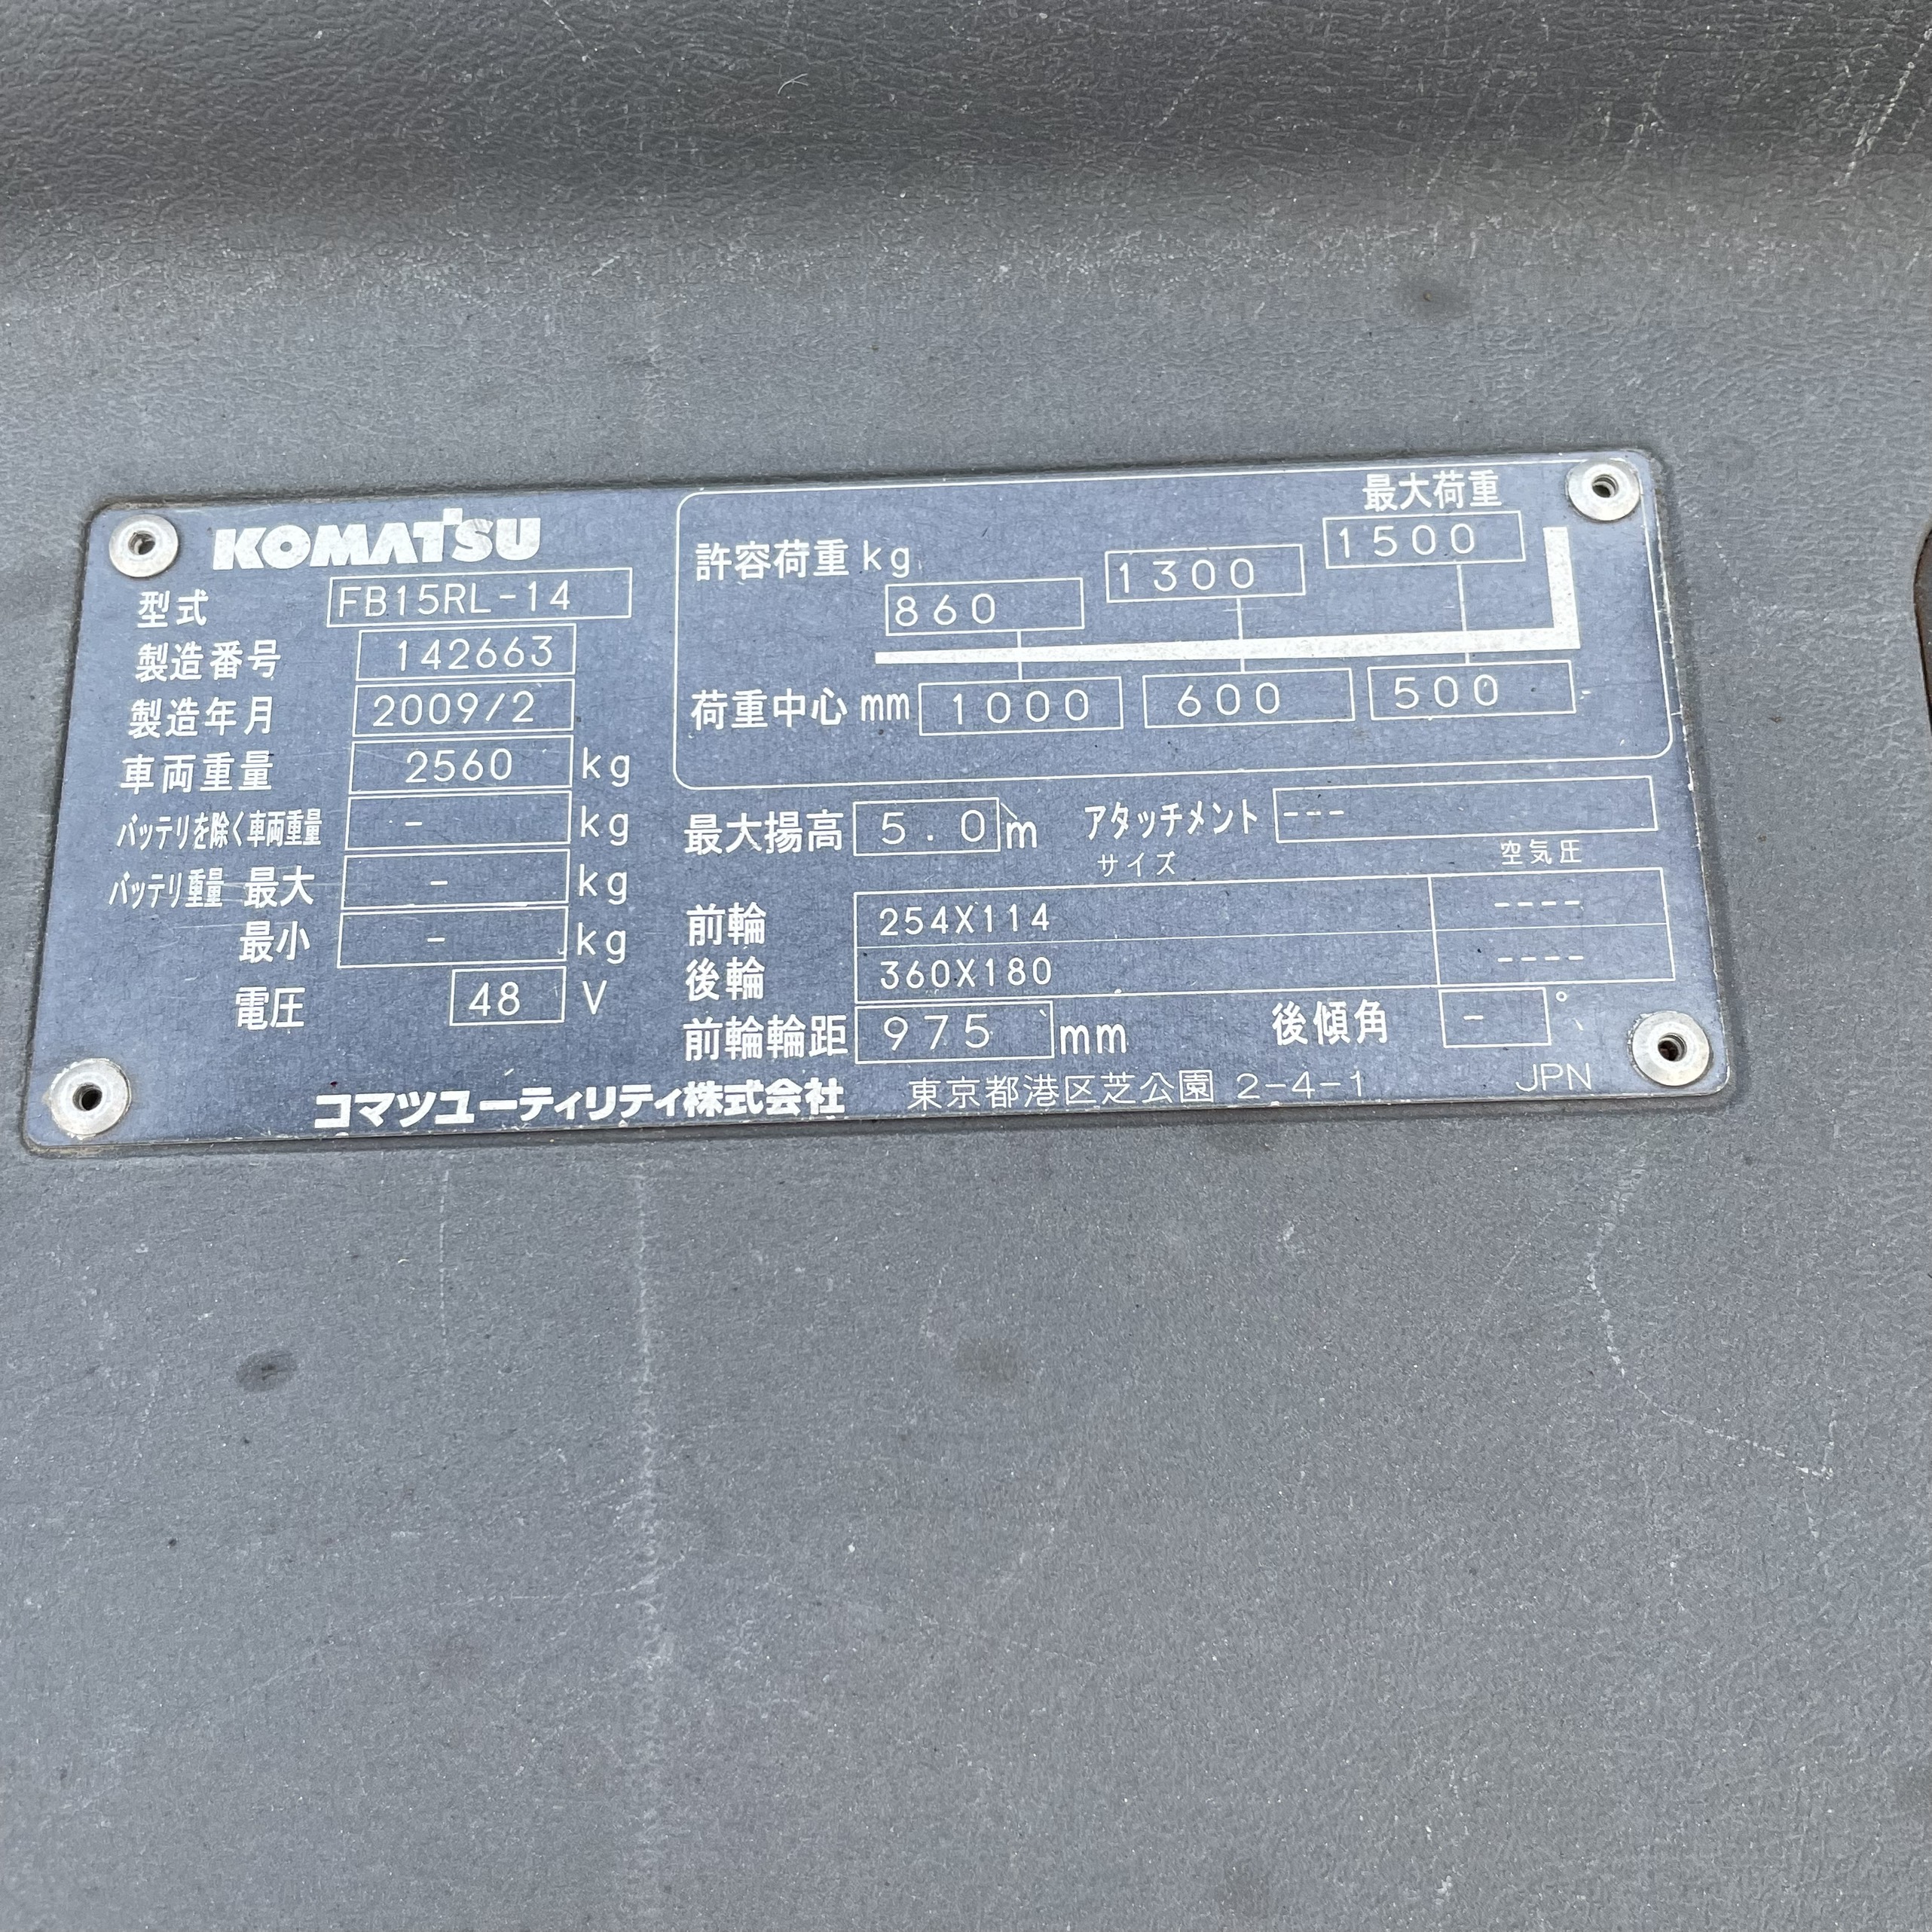 KOMATSU
型式 FB15RL-14
製造番号 142663
製造年月 2009/2
車両重量 2560 kg
バッテリを除く車両重量 - kg
バッテリ重量 最大 - kg
最小 - kg
電圧 48 V
最大荷重
許容荷重 kg 860 1300 1500
荷重中心 mm 1000 600 500
最大揚高 5.0 m アタッチメント ---
サイズ 空気圧
前輪 254X114 ----
後輪 360X180 ----
前輪輪距 975 mm 後傾角 - °
コマツユーティリティ株式会社 東京都港区芝公園 2-4-1 JPN